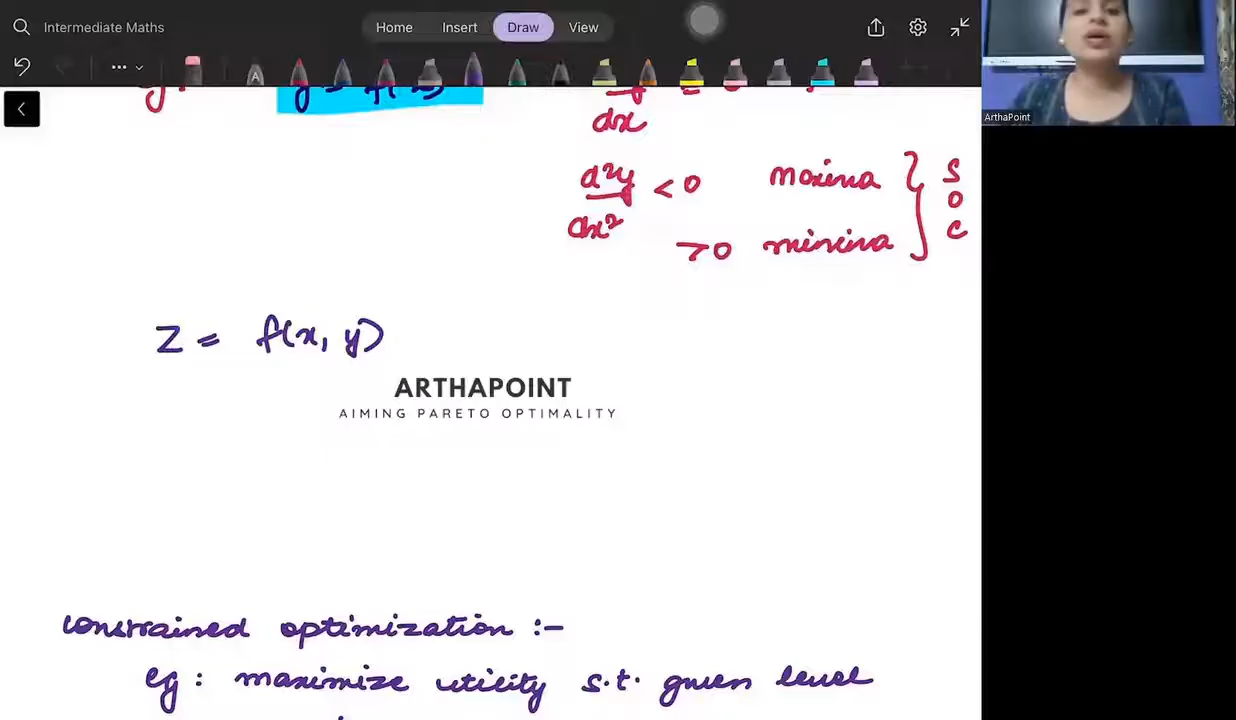 Intermediate Maths
Home Insert Draw View
A
ArthaPoint
dx
d²y < 0 maxima } S
dx² O
> 0 minima C
Z = f(x, y)
ARTHAPOINT
AIMING PARETO OPTIMALITY
constrained optimization :-
eg : maximize utility s.t. given level